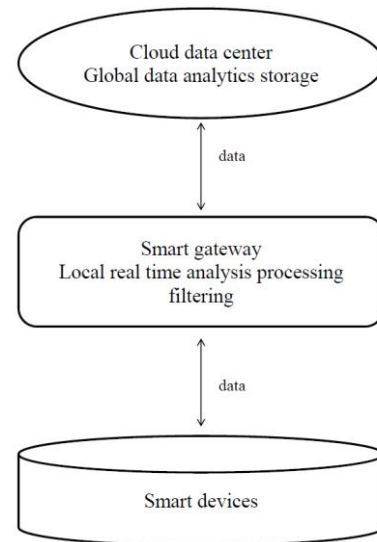 Cloud data center
Global data analytics storage
data
Smart gateway
Local real time analysis processing
filtering
data
Smart devices